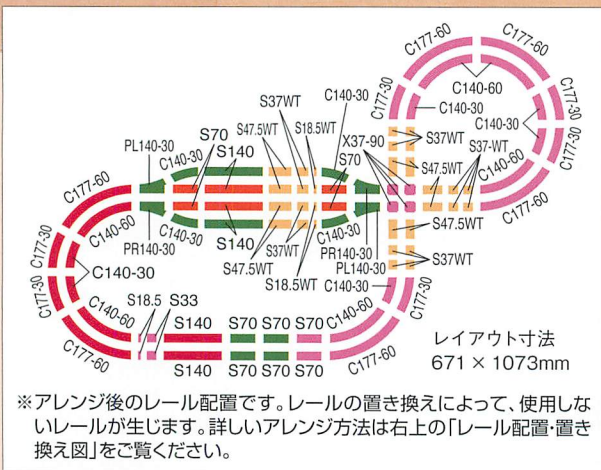 C177-60
C177-60
C177-30
C140-60
C140-30
C140-30
C177-30
S37WT
C140-30
S47.5WT
S18.5WT
X37-90
S37WT
S70
S70
S140
PL140-30
C140-30
S47.5WT
S37-WT
C140-60
C177-60
C177-60
C140-60
PR140-30
S140
S47.5WT
S37WT
S18.5WT
C140-30
PR140-30
PL140-30
C140-30
S47.5WT
S37WT
C177-30
C177-30
C140-30
C177-30
C140-60
C177-60
S18.5
S33
S140
S140
S70
S70
S70
S70
S70
S70
C140-60
C177-60
レイアウト寸法
671 × 1073mm
※アレンジ後のレール配置です。レールの置き換えによって、使用しな
いレールが生じます。詳しいアレンジ方法は右上の「レール配置・置き
換え図」をご覧ください。